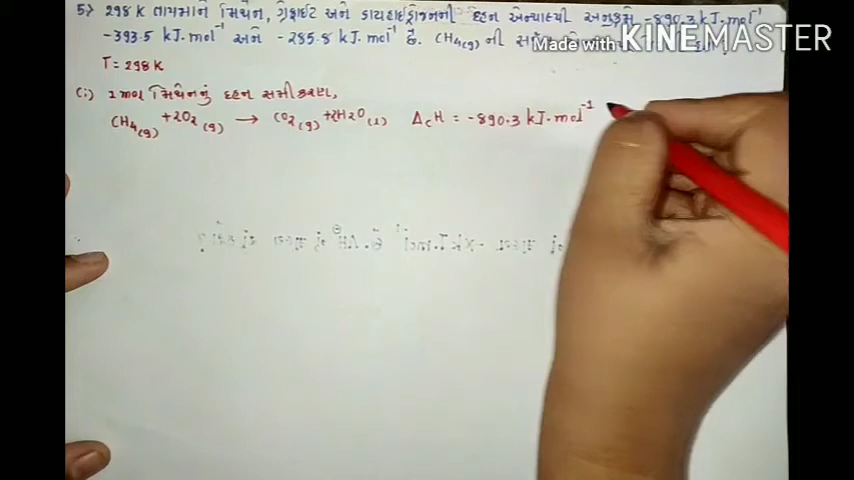 5> 298 K તાપમાને મિથેન, ગ્રેફાઈટ અને ડાયહાઈડ્રોજનની દહન એન્થાલ્પી અનુક્રમે -890.3 kJ.mol⁻¹
-393.5 kJ.mol⁻¹ અને -285.8 kJ.mol⁻¹ છે. CH₄(g) ની
Made with KINEMASTER
T = 298 K
(i) 1 mol મિથેનનું દહન સમીકરણ,
CH₄(g) + 2O₂(g) → CO₂(g) + 2H₂O(l) ΔcH = -890.3 kJ.mol⁻¹